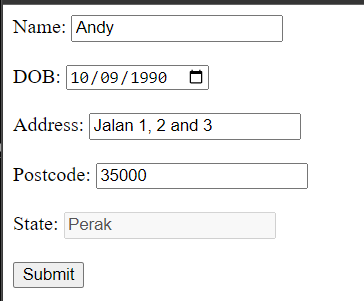 Name: Andy
DOB: 10/09/1990
Address: Jalan 1, 2 and 3
Postcode: 35000
State: Perak
Submit